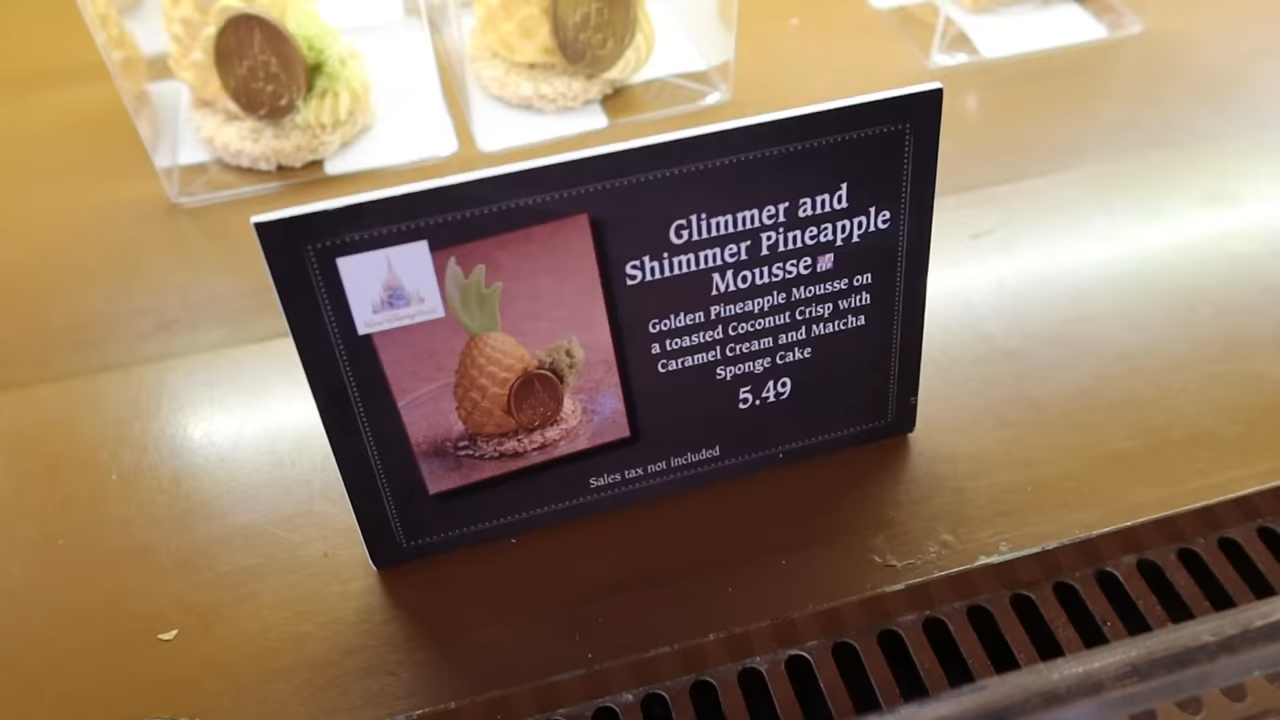 Glimmer and
Shimmer Pineapple
Mousse
Golden Pineapple Mousse on
a toasted Coconut Crisp with
Caramel Cream and Matcha
Sponge Cake
5.49
Sales tax not included